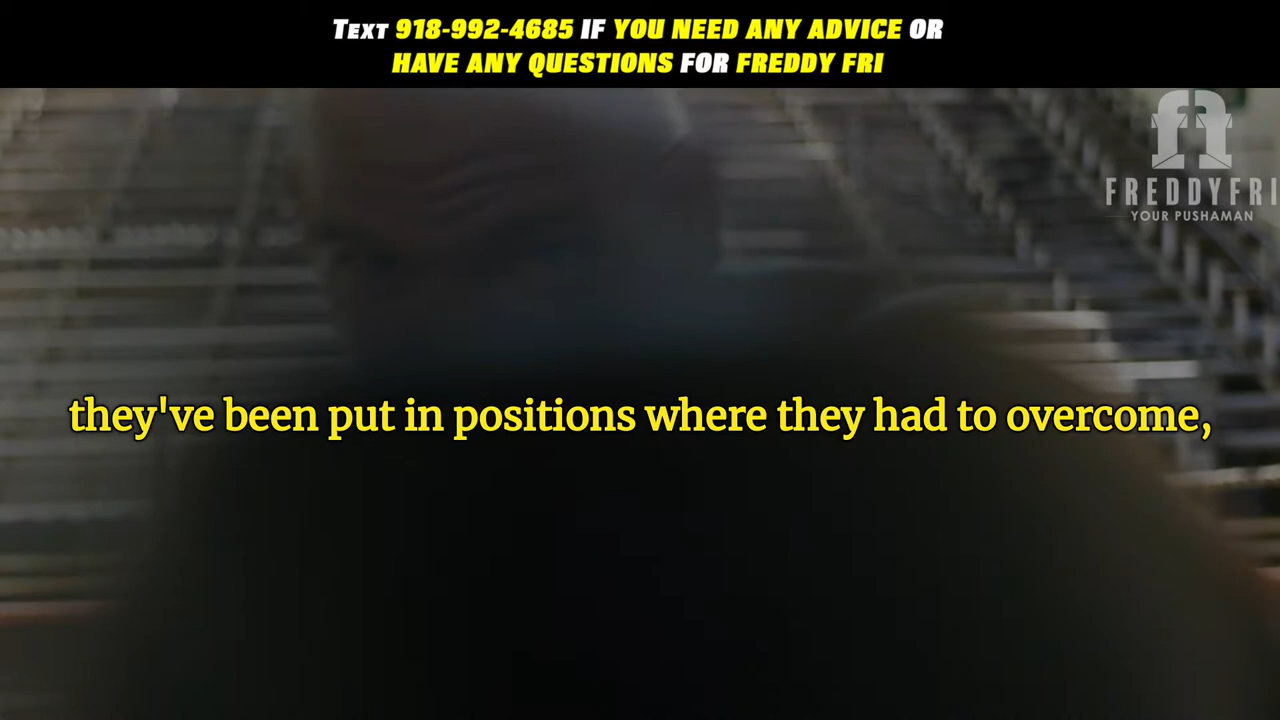 Text 918-992-4685 IF YOU NEED ANY ADVICE OR
HAVE ANY QUESTIONS FOR FREDDY FRI
FREDDYFRI
YOUR PUSHAMAN
they've been put in positions where they had to overcome,